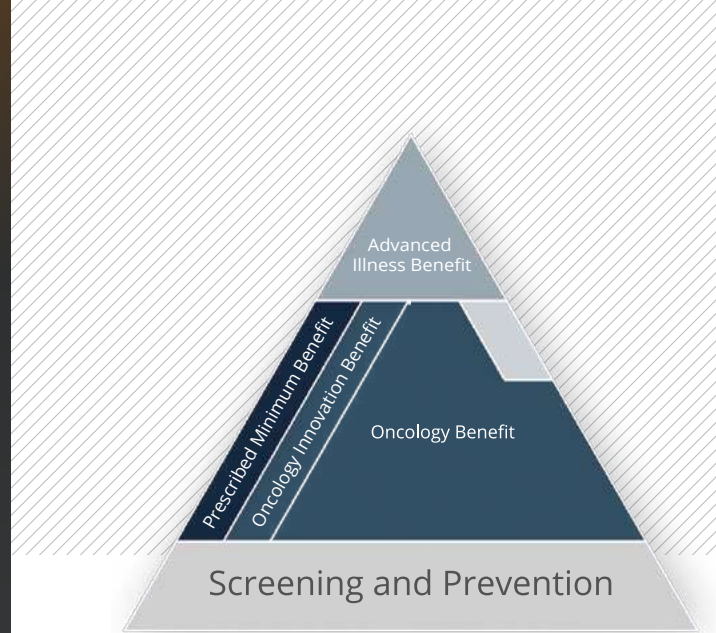 Advanced
Illness Benefit
Prescribed Minimum Benefit
Oncology Innovation Benefit
Oncology Benefit
Screening and Prevention